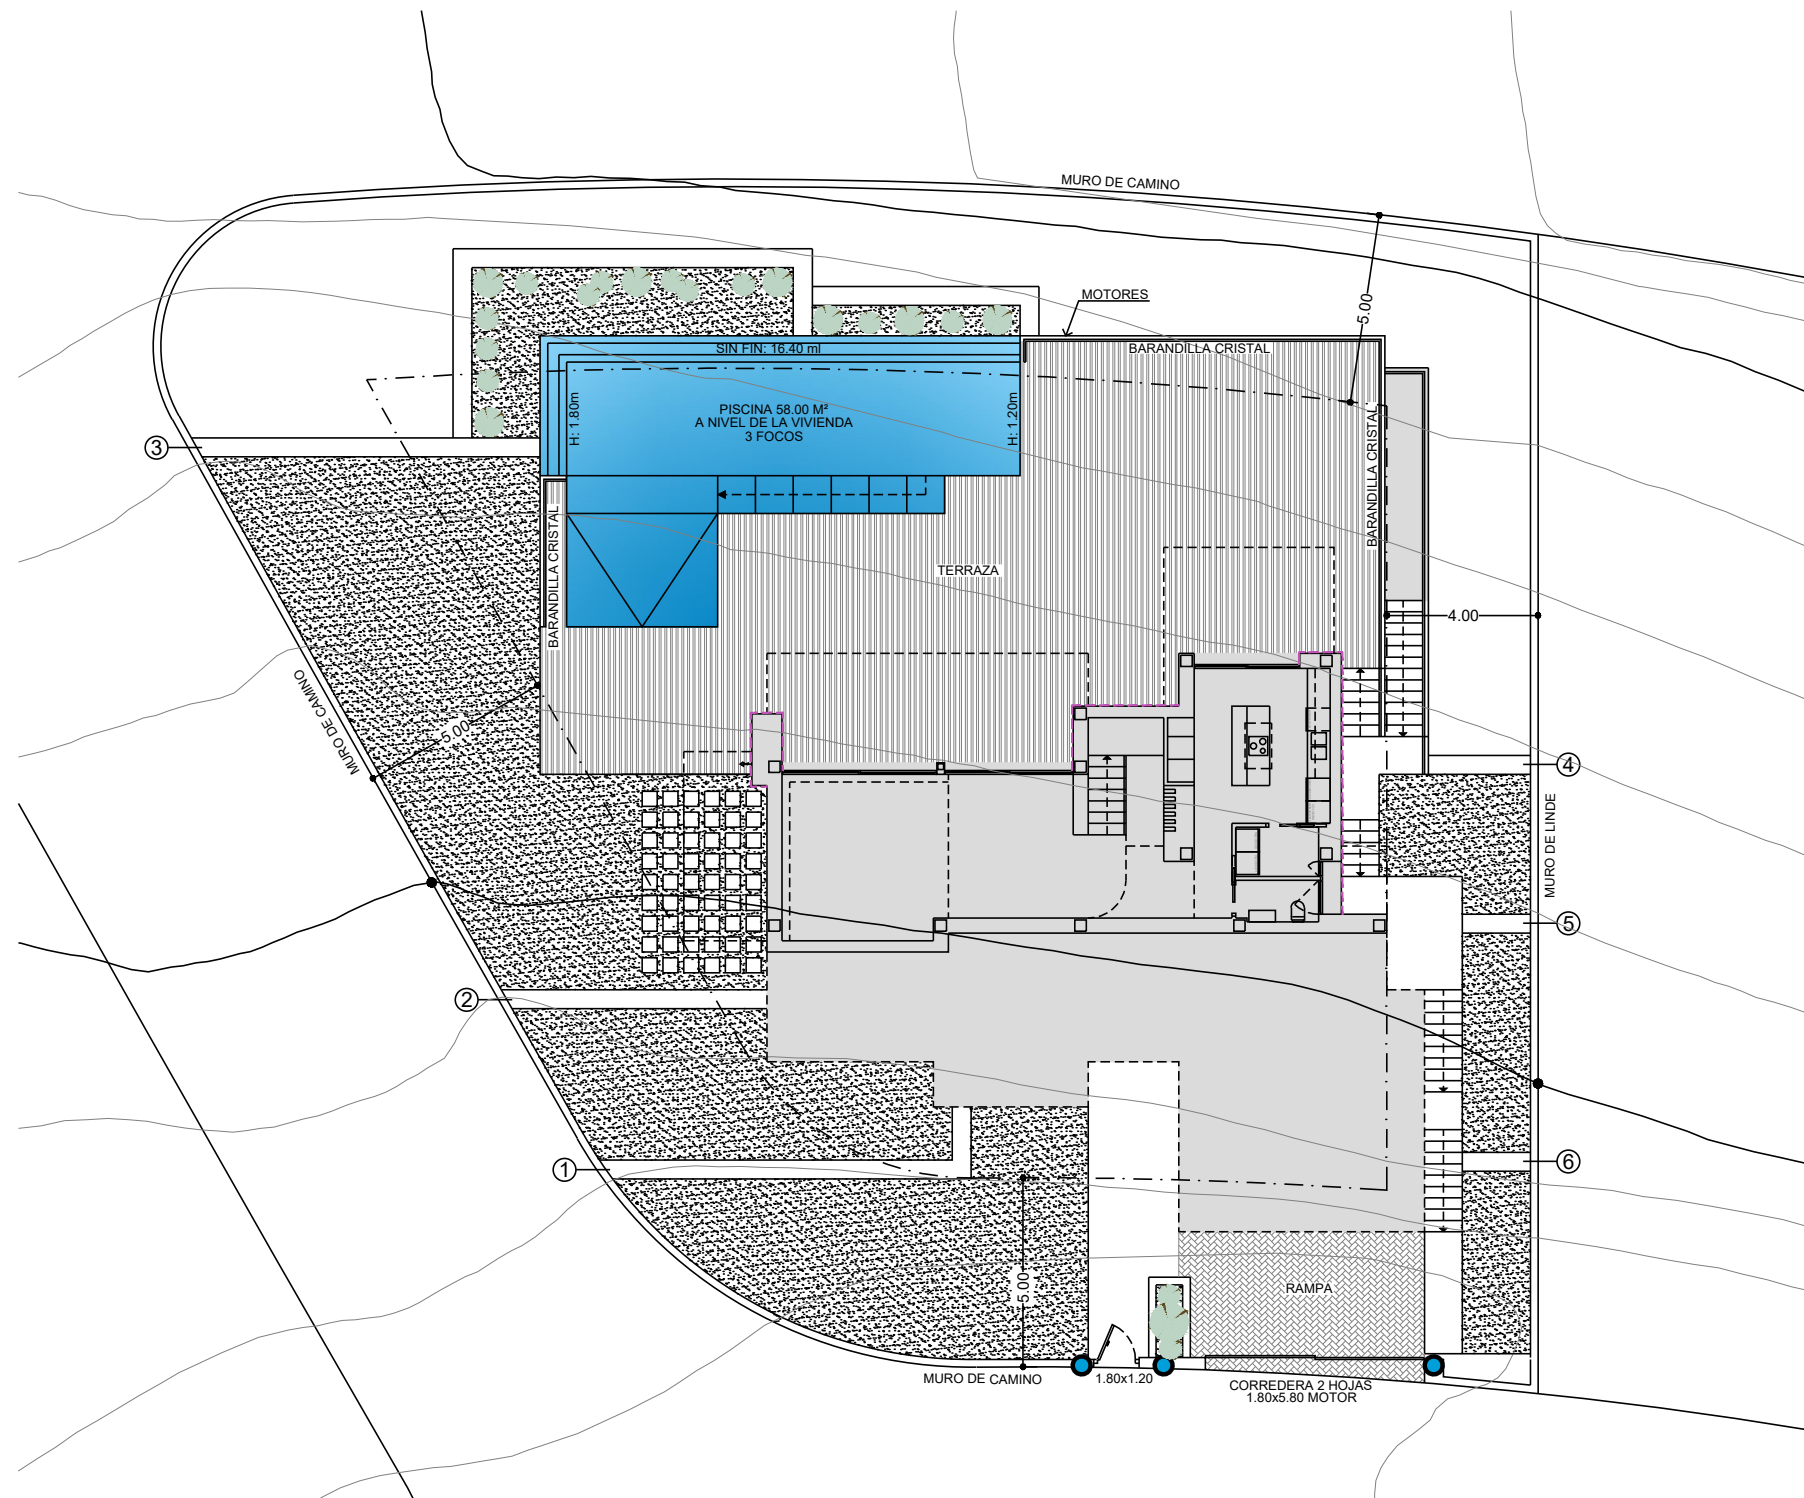 MURO DE CAMINO
MOTORES
5.00
SIN FIN: 16.40 ml
BARANDILLA CRISTAL
H: 1.80m
PISCINA 58.00 M²
A NIVEL DE LA VIVIENDA
3 FOCOS
H: 1.20m
BARANDILLA CRISTAL
3
BARANDILLA CRISTAL
TERRAZA
4.00
MURO DE CAMINO
5.00
4
MURO DE LINDE
5
2
1
6
5.00
RAMPA
MURO DE CAMINO
1.80x1.20
CORREDERA 2 HOJAS
1.80x5.80 MOTOR